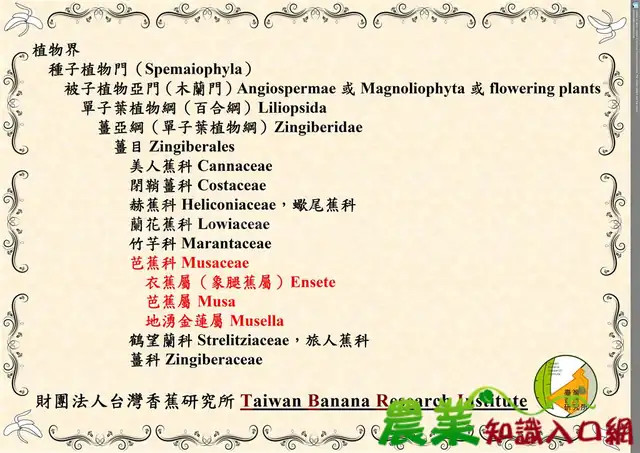 植物界
種子植物門（Spemaiophyla）
被子植物亞門（木蘭門）Angiospermae 或 Magnoliophyta 或 flowering plants
單子葉植物綱（百合綱）Liliopsida
薑亞綱（單子葉植物綱）Zingiberidae
薑目 Zingiberales
美人蕉科 Cannaceae
閉鞘薑科 Costaceae
赫蕉科 Heliconiaceae，蠍尾蕉科
蘭花蕉科 Lowiaceae
竹芋科 Marantaceae
芭蕉科 Musaceae
衣蕉屬（象腿蕉屬）Ensete
芭蕉屬 Musa
地湧金蓮屬 Musella
鶴望蘭科 Strelitziaceae，旅人蕉科
薑科 Zingiberaceae
財團法人台灣香蕉研究所 Taiwan Banana Research Institute
農業知識入口網